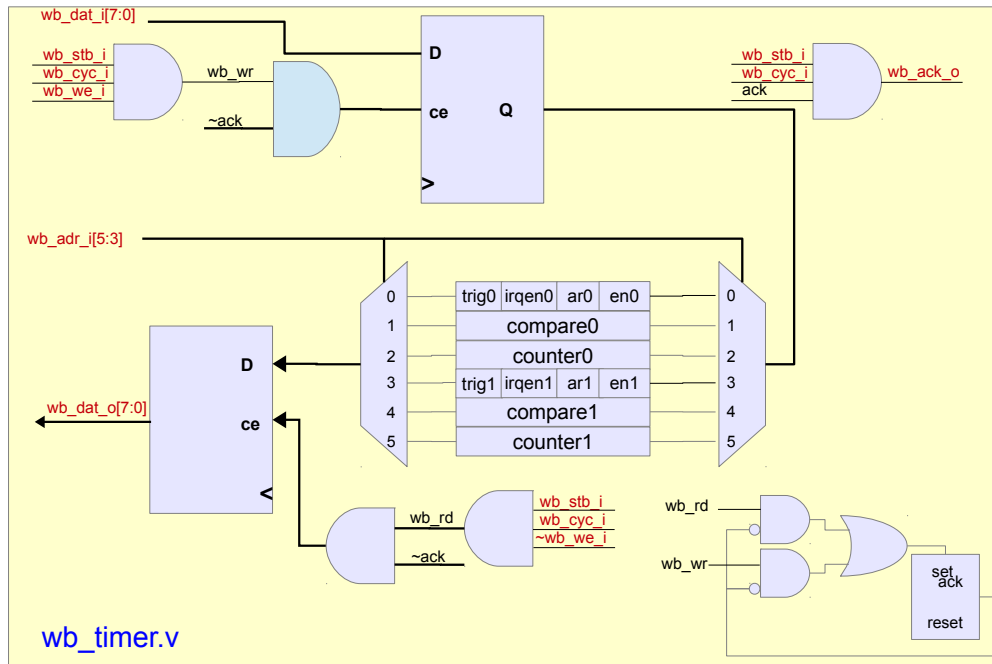 wb_dat_i[7:0]
wb_stb_i
wb_cyc_i
wb_we_i
wb_wr
~ack
D
ce
Q
>
wb_stb_i
wb_cyc_i
ack
wb_ack_o
wb_adr_i[5:3]
0
1
2
3
4
5
trig0 irqen0 ar0 en0
compare0
counter0
trig1 irqen1 ar1 en1
compare1
counter1
0
1
2
3
4
5
D
ce
<
wb_dat_o[7:0]
wb_rd
~ack
wb_stb_i
wb_cyc_i
~wb_we_i
wb_rd
wb_wr
set
ack
reset
wb_timer.v